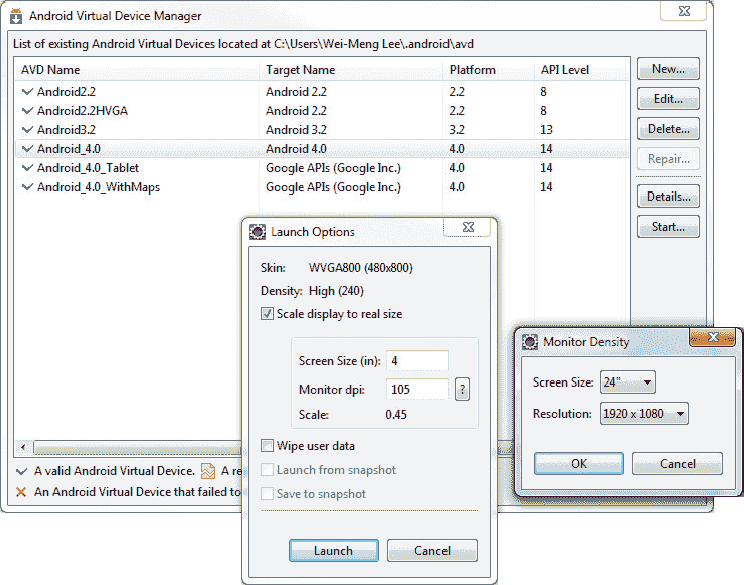 Android Virtual Device Manager
List of existing Android Virtual Devices located at C:\Users\Wei-Meng Lee\.android\avd
AVD Name Target Name Platform API Level
Android2.2 Android 2.2 2.2 8
Android2.2HVGA Android 2.2 2.2 8
Android3.2 Android 3.2 3.2 13
Android_4.0 Android 4.0 4.0 14
Android_4.0_Tablet Google APIs (Google Inc.) 4.0 14
Android_4.0_WithMaps Google APIs (Google Inc.) 4.0 14
New...
Edit...
Delete...
Repair...
Details...
Start...
A valid Android Virtual Device. A re
An Android Virtual Device that failed to
Launch Options
Skin: WVGA800 (480x800)
Density: High (240)
Scale display to real size
Screen Size (in): 4
Monitor dpi: 105 ?
Scale: 0.45
Wipe user data
Launch from snapshot
Save to snapshot
Launch Cancel
Monitor Density
Screen Size: 24"
Resolution: 1920 x 1080
OK Cancel